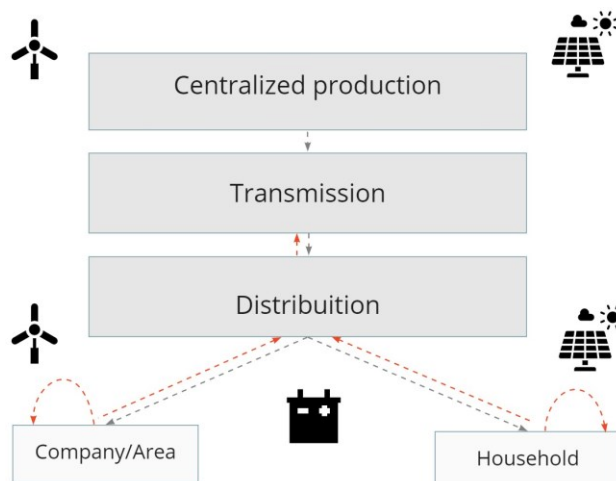 Centralized production
Transmission
Distribuition
Company/Area
Household